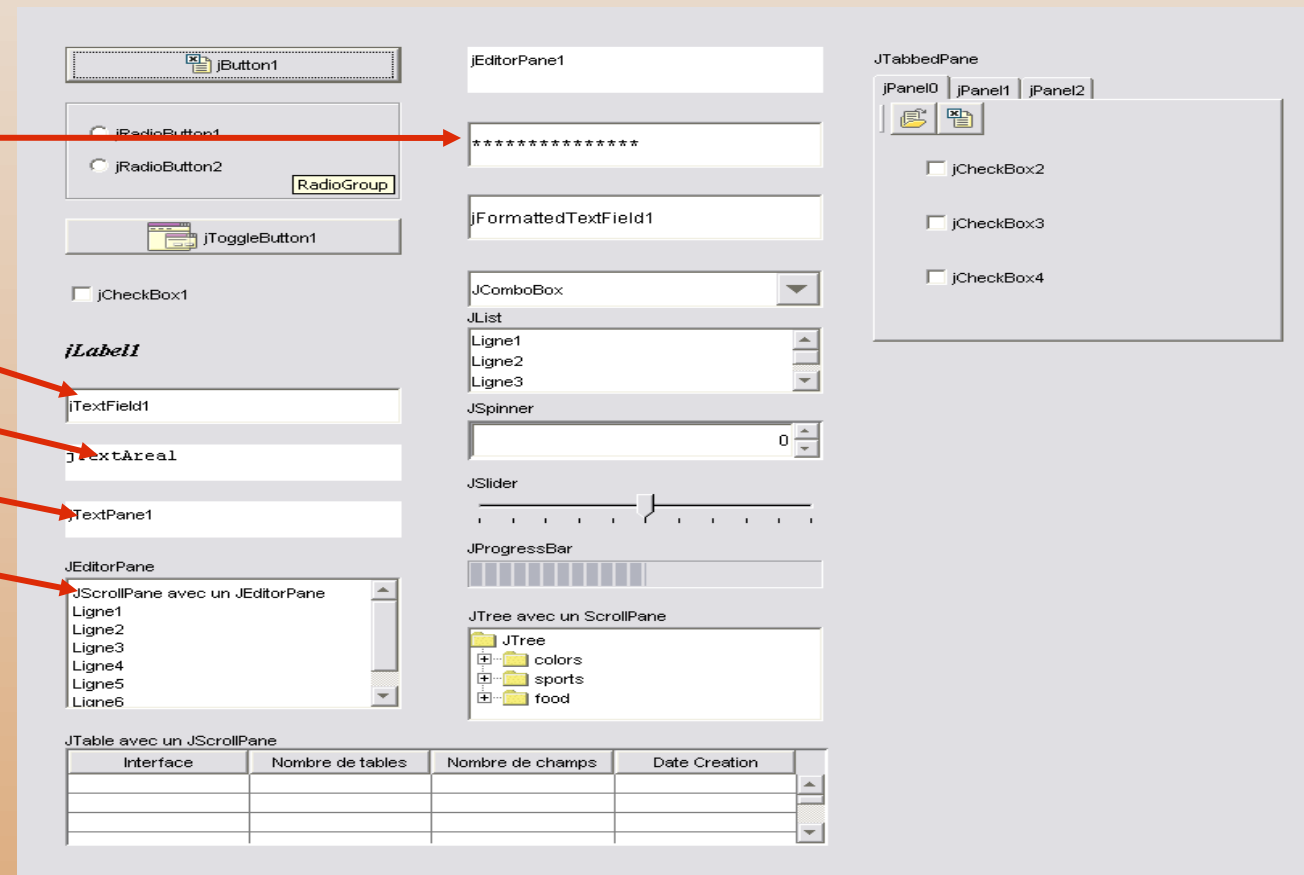 jButton1
jRadioButton1
jRadioButton2
RadioGroup
jToggleButton1
jCheckBox1
jLabel1
jTextField1
jTextArea1
jTextPane1
JEditorPane
JScrollPane avec un JEditorPane
Ligne1
Ligne2
Ligne3
Ligne4
Ligne5
Ligne6
jEditorPane1
***************
jFormattedTextField1
JComboBox
JList
Ligne1
Ligne2
Ligne3
JSpinner
0
JSlider
JProgressBar
JTree avec un ScrollPane
JTree
colors
sports
food
JTabbedPane
jPanel0 jPanel1 jPanel2
jCheckBox2
jCheckBox3
jCheckBox4
JTable avec un JScrollPane
Interface Nombre de tables Nombre de champs Date Creation